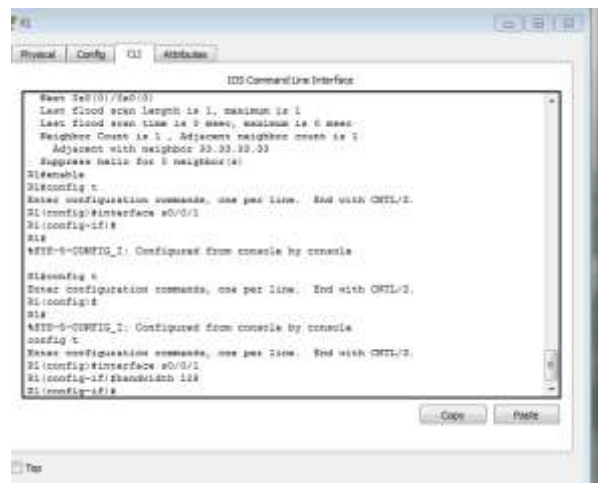 R1
Physical Config CLI Attributes
IOS Command Line Interface
Next 0x0(0)/0x0(0)
Last flood scan length is 1, maximum is 1
Last flood scan time is 0 msec, maximum is 0 msec
Neighbor Count is 1 , Adjacent neighbor count is 1
Adjacent with neighbor 33.33.33.33
Suppress hello for 0 neighbor(s)
R1#enable
R1#config t
Enter configuration commands, one per line. End with CNTL/Z.
R1(config)#interface s0/0/1
R1(config-if)#
R1#
%SYS-5-CONFIG_I: Configured from console by console
R1#config t
Enter configuration commands, one per line. End with CNTL/Z.
R1(config)#
R1#
%SYS-5-CONFIG_I: Configured from console by console
config t
Enter configuration commands, one per line. End with CNTL/Z.
R1(config)#interface s0/0/1
R1(config-if)#bandwidth 128
R1(config-if)#
Copy Paste
Top